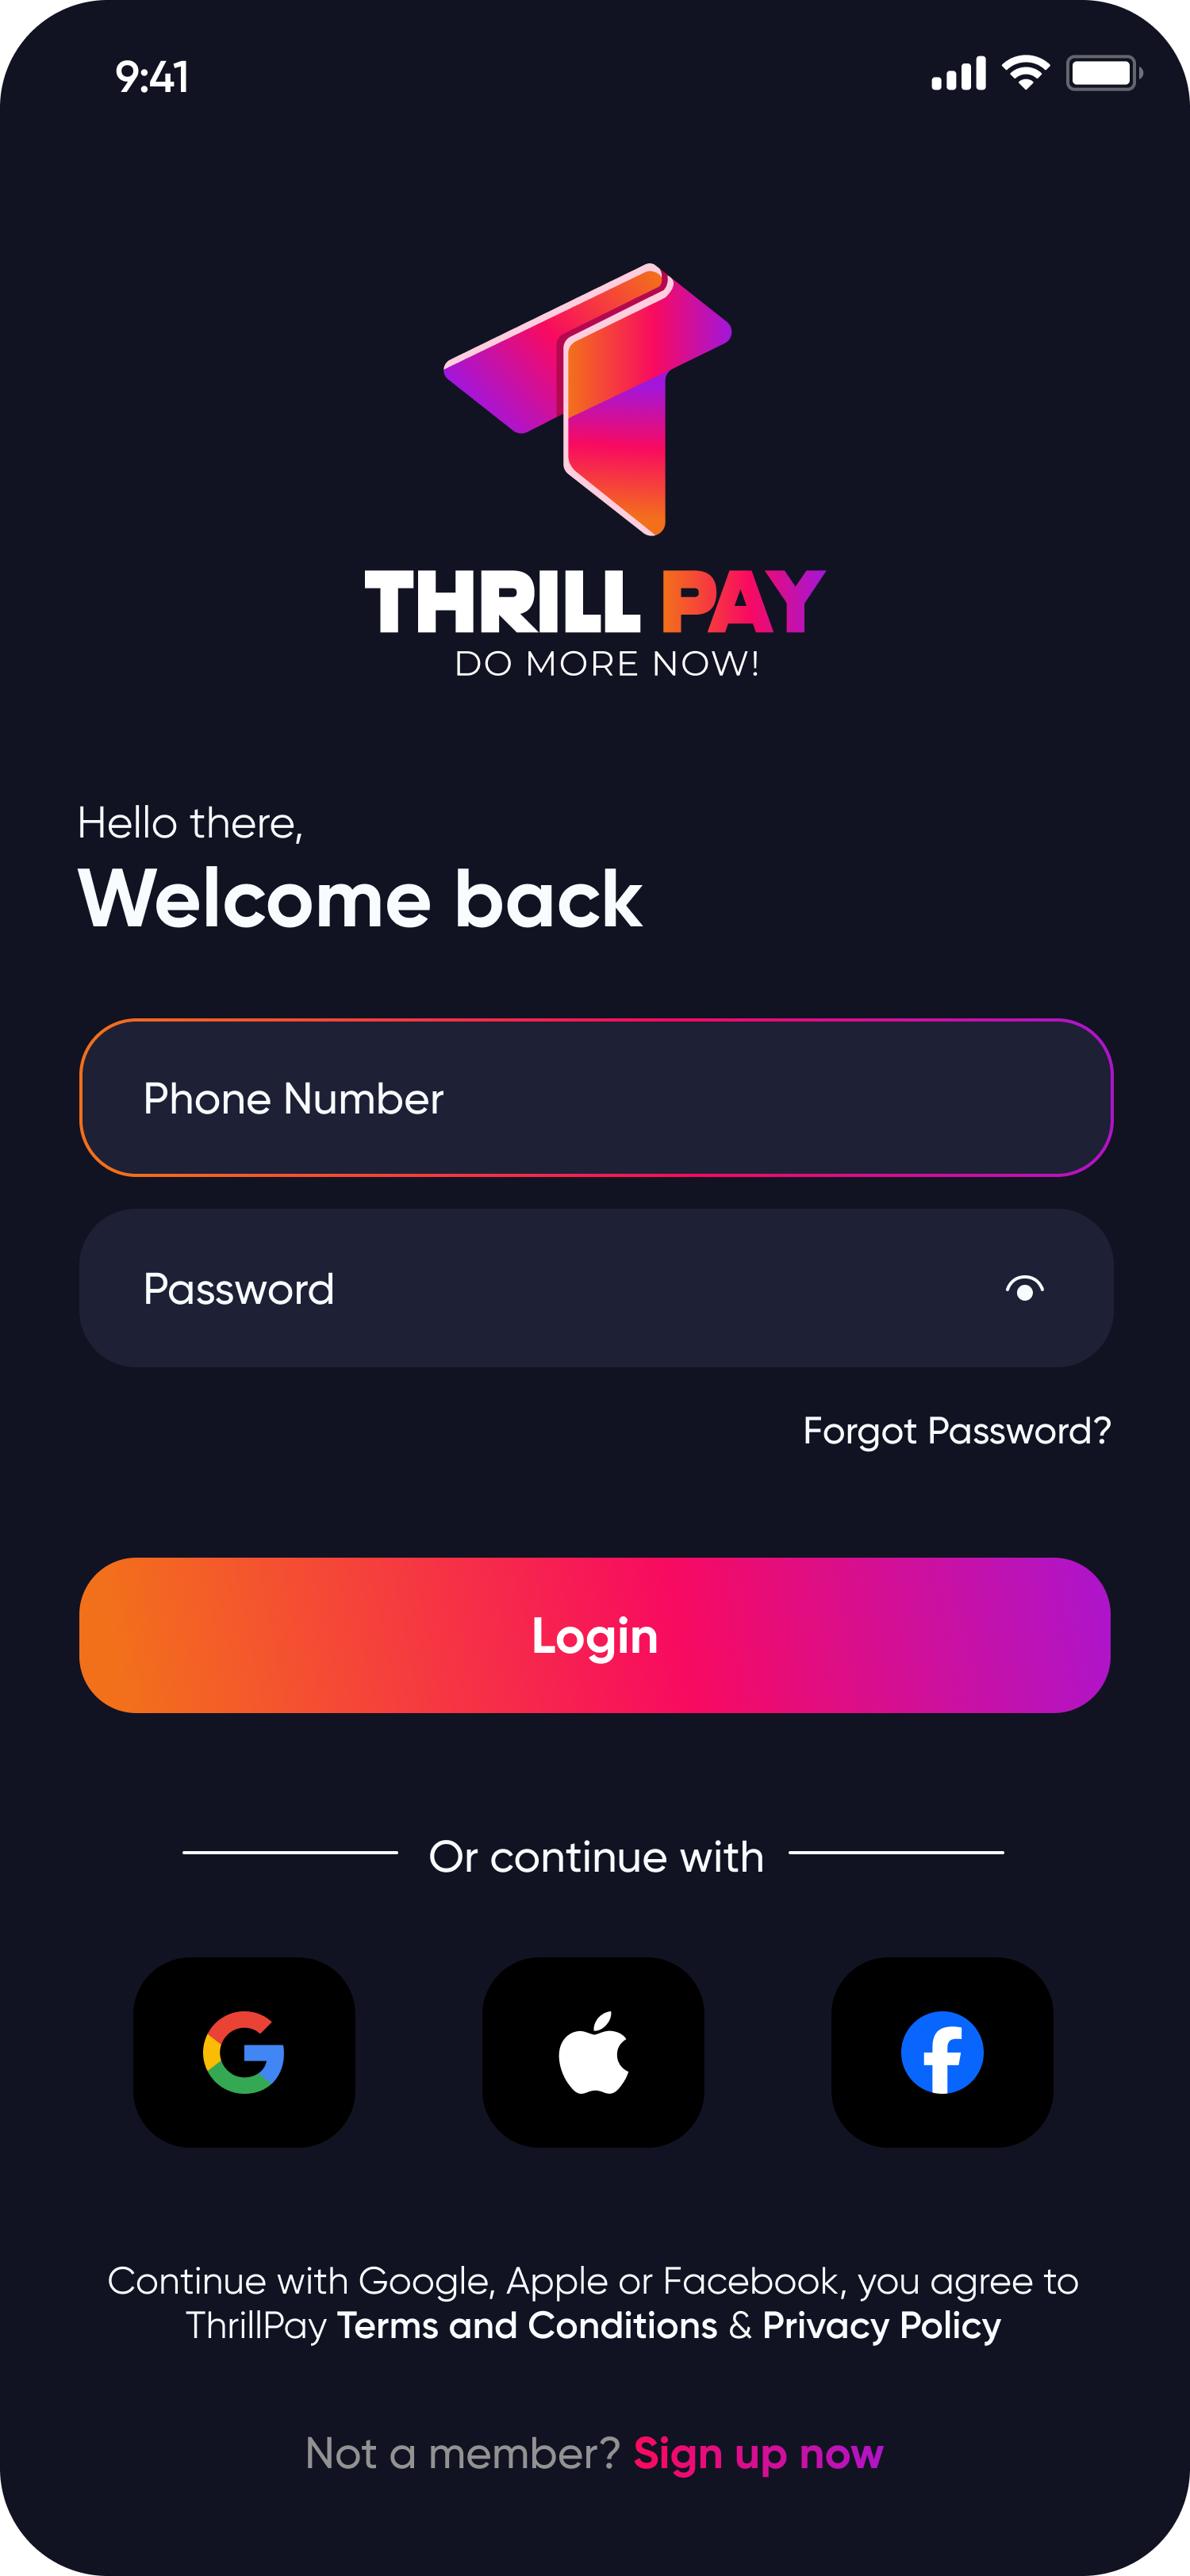 9:41
THRILL PAY
DO MORE NOW!
Hello there,
Welcome back
Phone Number
Password
Forgot Password?
Login
Or continue with
Continue with Google, Apple or Facebook, you agree to
ThrillPay Terms and Conditions & Privacy Policy
Not a member? Sign up now